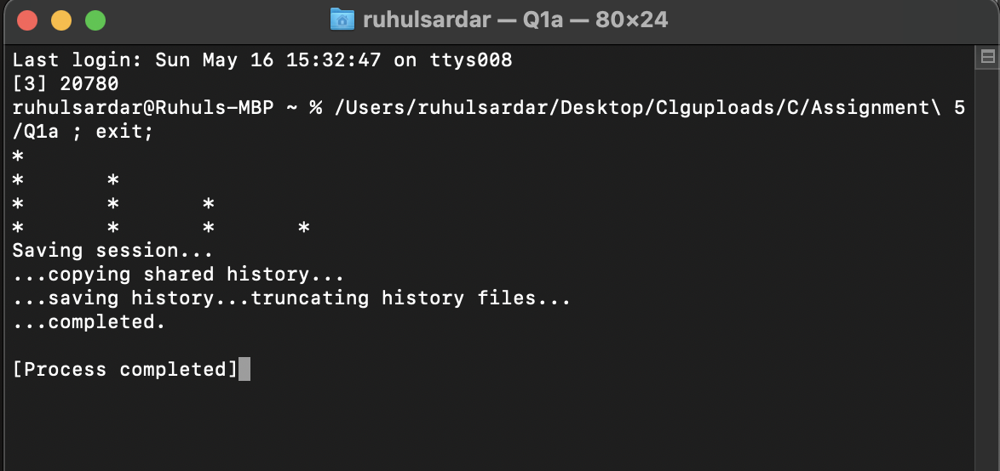 ruhulsardar — Q1a — 80×24
Last login: Sun May 16 15:32:47 on ttys008
[3] 20780
ruhulsardar@Ruhuls-MBP ~ % /Users/ruhulsardar/Desktop/Clguploads/C/Assignment\ 5
/Q1a ; exit;
*
*       *
*       *       *
*       *       *       *
Saving session...
...copying shared history...
...saving history...truncating history files...
...completed.
[Process completed]